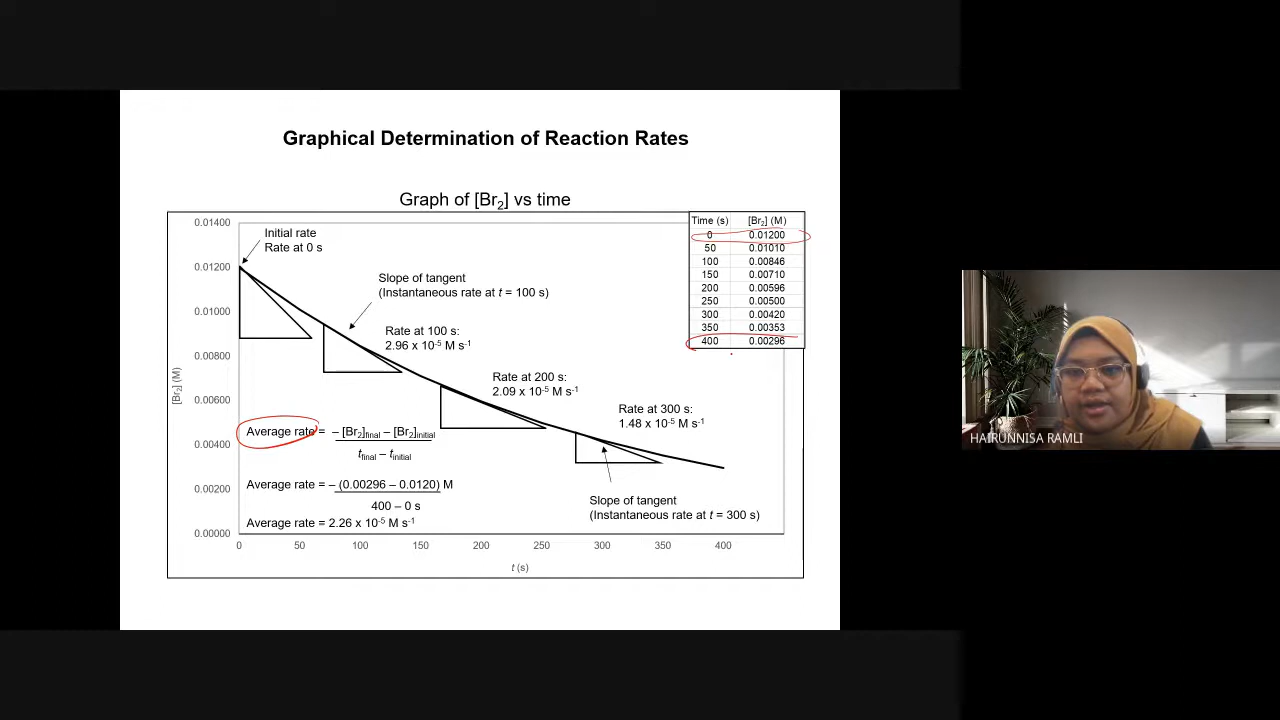 Graphical Determination of Reaction Rates
Graph of [Br₂] vs time
0.01400
0.01200
0.01000
0.00800
0.00600
0.00400
0.00200
0.00000
[Br₂] (M)
0 50 100 150 200 250 300 350 400
t (s)
Initial rate
Rate at 0 s
Slope of tangent
(Instantaneous rate at t = 100 s)
Rate at 100 s:
2.96 x 10⁻⁵ M s⁻¹
Rate at 200 s:
2.09 x 10⁻⁵ M s⁻¹
Rate at 300 s:
1.48 x 10⁻⁵ M s⁻¹
Slope of tangent
(Instantaneous rate at t = 300 s)
Average rate = – [Br₂]final – [Br₂]initial
tfinal – tinitial
Average rate = – (0.00296 – 0.0120) M
400 – 0 s
Average rate = 2.26 x 10⁻⁵ M s⁻¹
Time (s) [Br₂] (M)
0 0.01200
50 0.01010
100 0.00846
150 0.00710
200 0.00596
250 0.00500
300 0.00420
350 0.00353
400 0.00296
HAIRUNNISA RAMLI